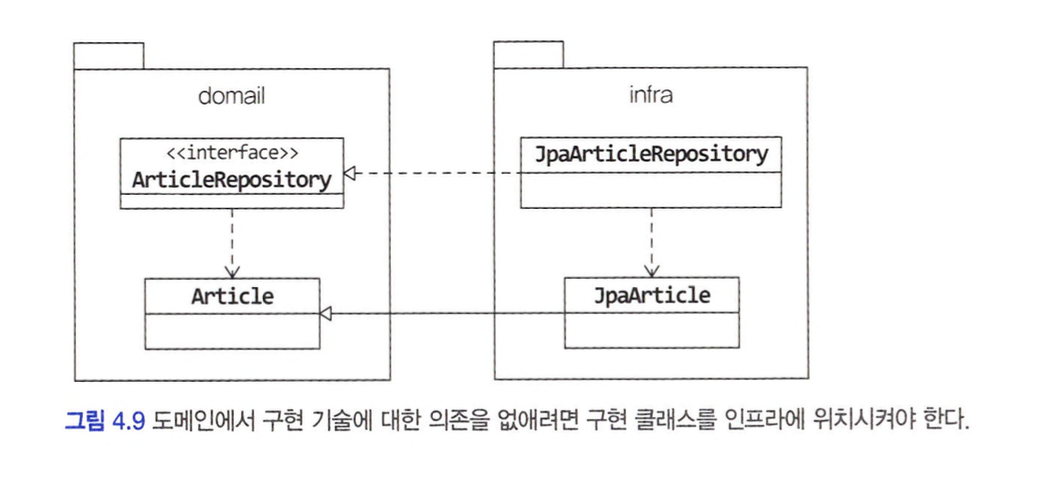 domail
infra
<<interface>>
ArticleRepository
JpaArticleRepository
Article
JpaArticle
그림 4.9 도메인에서 구현 기술에 대한 의존을 없애려면 구현 클래스를 인프라에 위치시켜야 한다.